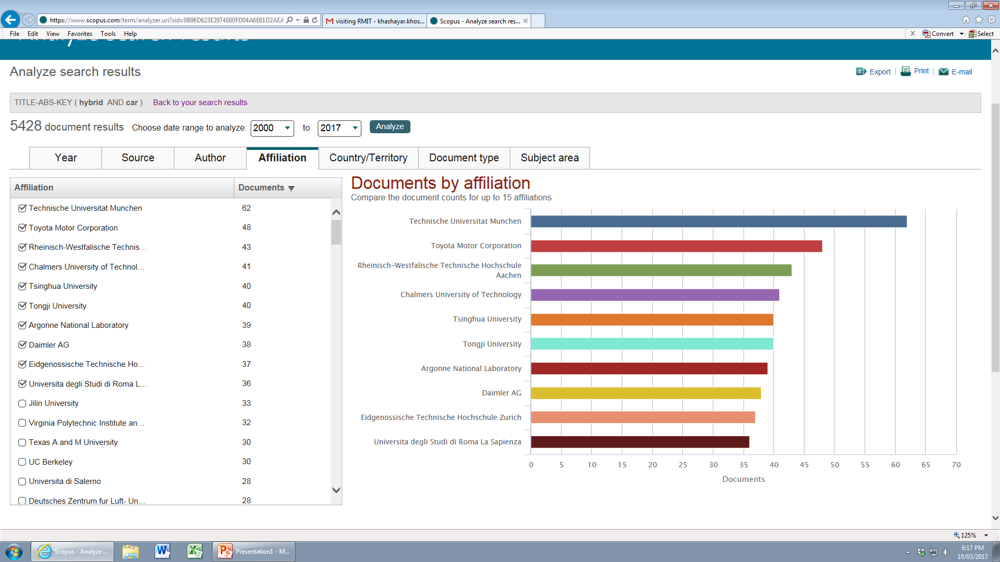 https://www.scopus.com/term/analyzer.uri?sid=9B96D623E2974E60FD04A6E61D2AEA
visiting RMIT - khashayar.khos...
Scopus - Analyze search res...
File Edit View Favorites Tools Help
Convert Select
Analyze search results
Analyze search results
Export | Print | E-mail
TITLE-ABS-KEY ( hybrid AND car ) Back to your search results
5428 document results Choose date range to analyze: 2000 to 2017 Analyze
Year Source Author Affiliation Country/Territory Document type Subject area
Affiliation Documents
Technische Universitat Munchen 62
Toyota Motor Corporation 48
Rheinisch-Westfalische Technis... 43
Chalmers University of Technol... 41
Tsinghua University 40
Tongji University 40
Argonne National Laboratory 39
Daimler AG 38
Eidgenossische Technische Ho... 37
Universita degli Studi di Roma L... 36
Jilin University 33
Virginia Polytechnic Institute an... 32
Texas A and M University 30
UC Berkeley 30
Universita di Salerno 28
Deutsches Zentrum fur Luft- Un... 28
Documents by affiliation
Compare the document counts for up to 15 affiliations
Technische Universitat Munchen
Toyota Motor Corporation
Rheinisch-Westfalische Technische Hochschule
Aachen
Chalmers University of Technology
Tsinghua University
Tongji University
Argonne National Laboratory
Daimler AG
Eidgenossische Technische Hochschule Zurich
Universita degli Studi di Roma La Sapienza
0 5 10 15 20 25 30 35 40 45 50 55 60 65 70
Documents
125%
Scopus - Analyze ...
Presentation1 - M...
6:17 PM
10/03/2017